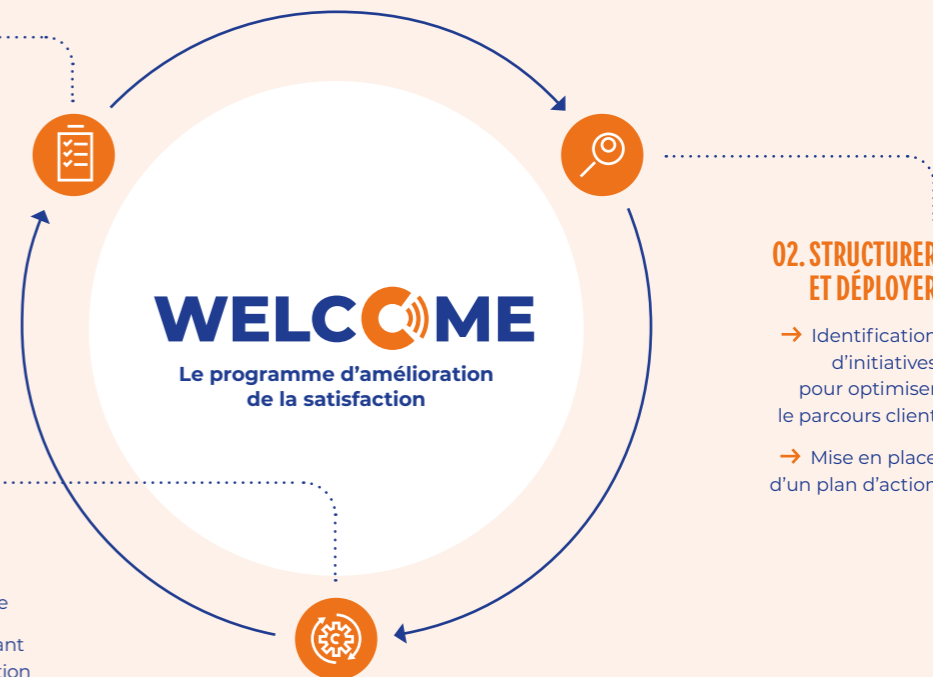 WELCOME
Le programme d’amélioration
de la satisfaction
02. STRUCTURER
ET DÉPLOYER
→ Identification
d’initiatives
pour optimiser
le parcours client
→ Mise en place
d’un plan d’action